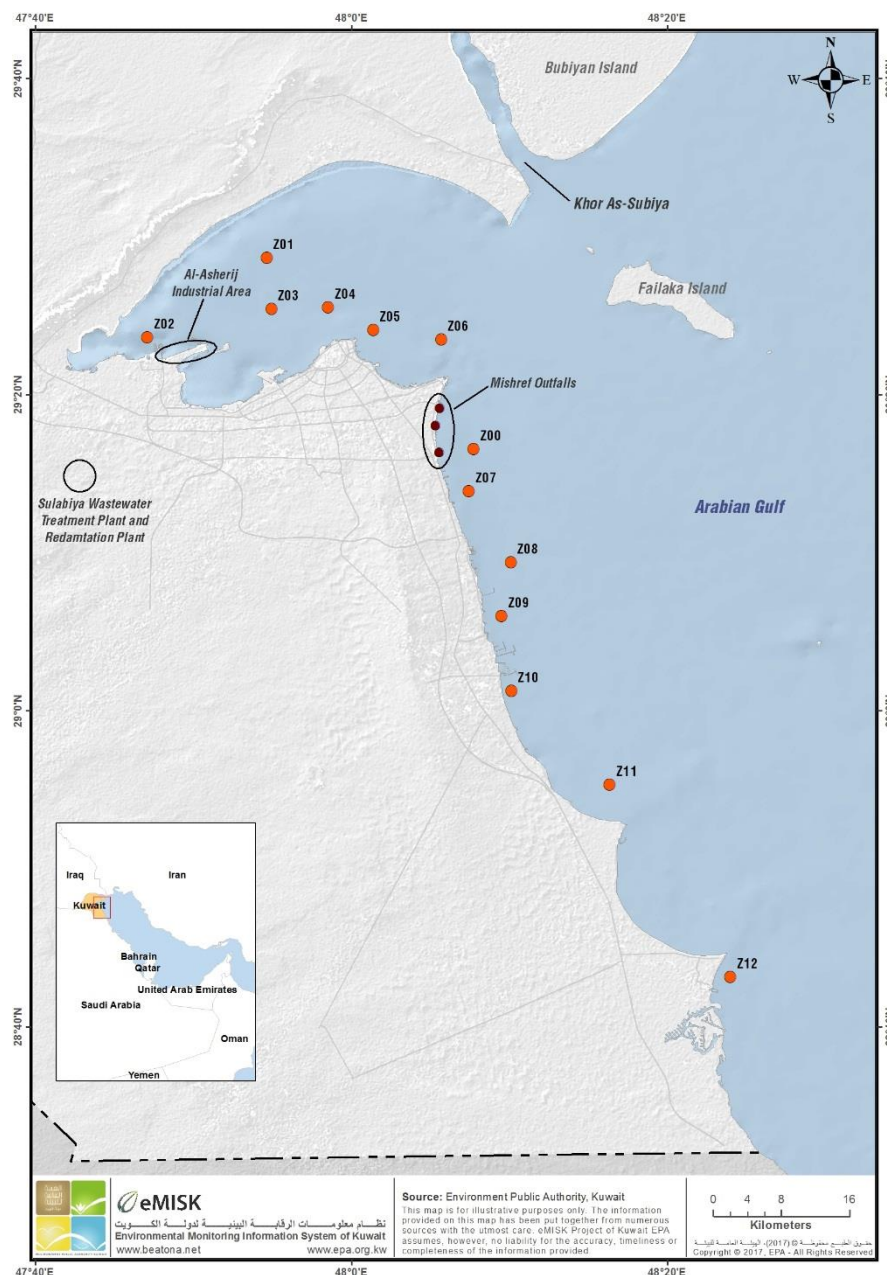 47°40'E
48°0'E
48°20'E
29°40'N
29°20'N
29°0'N
28°40'N
N
W
E
S
Bubiyan Island
Khor As-Subiya
Failaka Island
Z01
Al-Asherij
Industrial Area
Z02
Z03
Z04
Z05
Z06
Mishref Outfalls
Z00
Z07
Sulabiya Wastewater
Treatment Plant and
Redamtation Plant
Arabian Gulf
Z08
Z09
Z10
Z11
Z12
Iraq
Iran
Kuwait
Bahrain
Qatar
United Arab Emirates
Saudi Arabia
Oman
Yemen
eMISK
نظام معلومات الرقابة البيئية لدولة الكويت
Environmental Monitoring Information System of Kuwait
www.beatona.net
www.epa.org.kw
Source: Environment Public Authority, Kuwait
This map is for illustrative purposes only. The information
provided on this map has been put together from numerous
sources with the utmost care. eMISK Project of Kuwait EPA
assumes, however, no liability for the accuracy, timeliness or
completeness of the information provided
0 4 8 16
Kilometers
حقوق الطبع محفوظة © (2017)، الهيئة العامة للبيئة
Copyright © 2017, EPA - All Rights Reserved
47°40'E
48°0'E
48°20'E